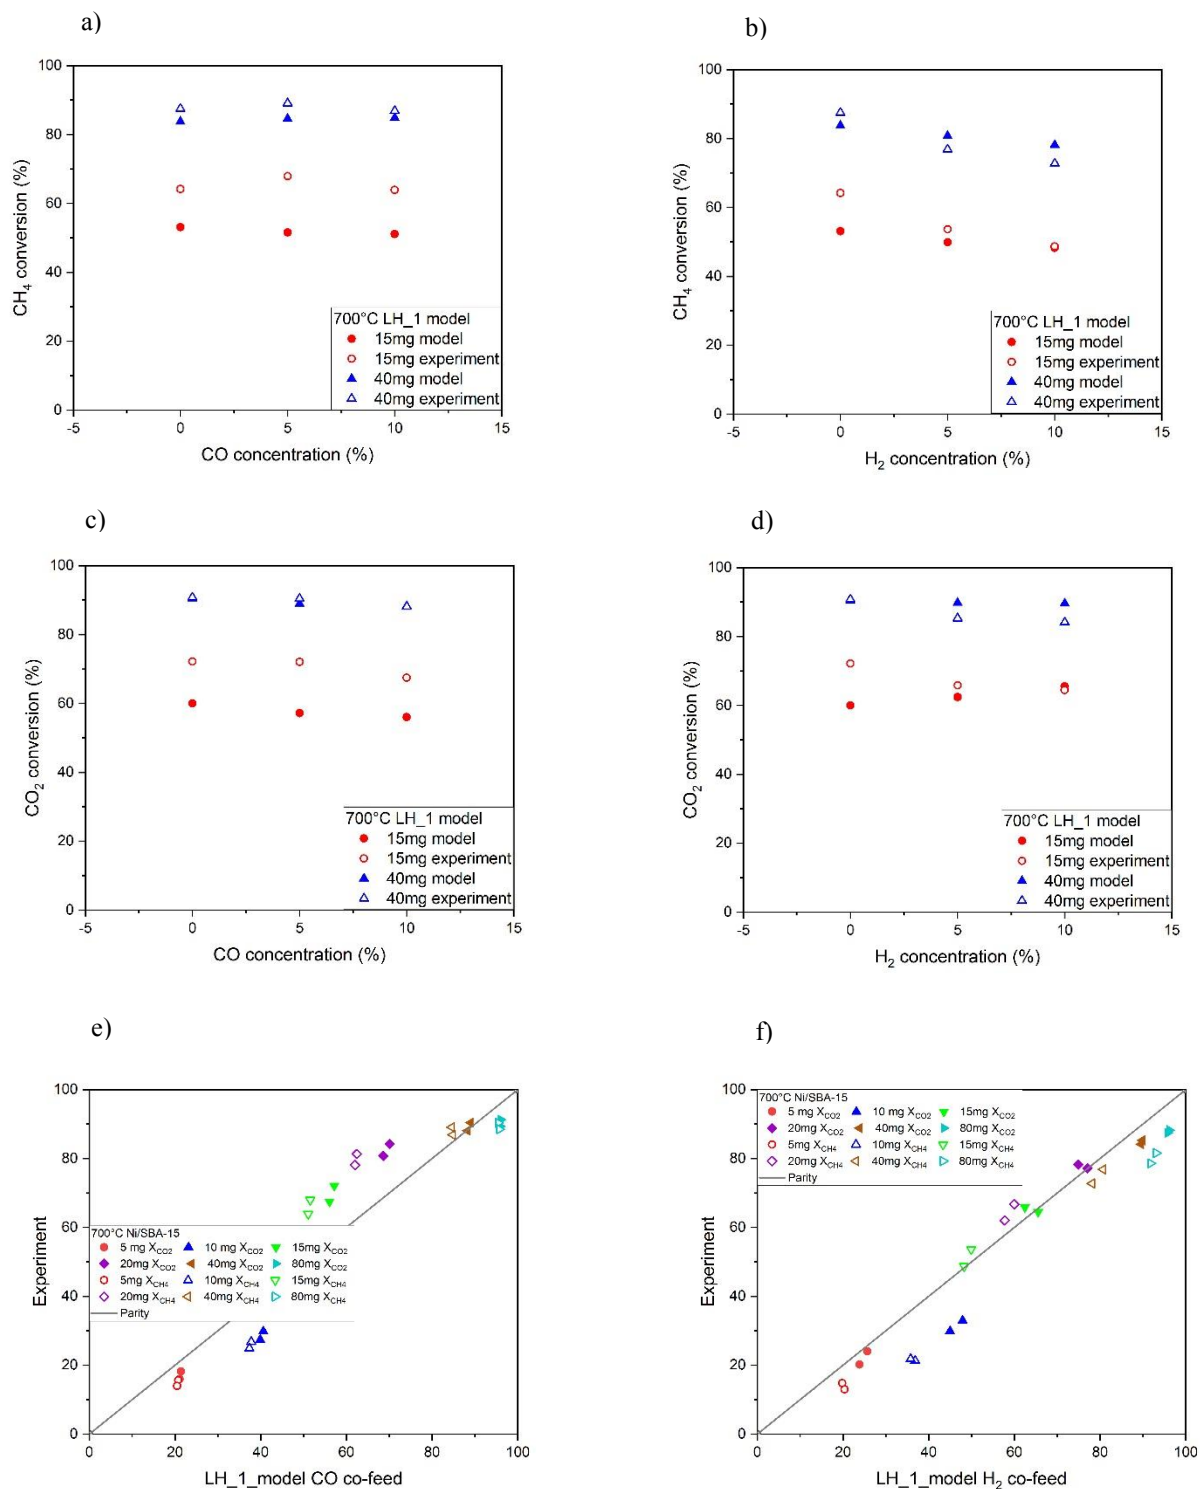 a)
100
80
60
40
20
0
CH4 conversion (%)
700°C LH_1 model
15mg model
15mg experiment
40mg model
40mg experiment
-5 0 5 10 15
CO concentration (%)
b)
100
80
60
40
20
0
CH4 conversion (%)
700°C LH_1 model
15mg model
15mg experiment
40mg model
40mg experiment
-5 0 5 10 15
H2 concentration (%)
c)
100
80
60
40
20
0
CO2 conversion (%)
700°C LH_1 model
15mg model
15mg experiment
40mg model
40mg experiment
-5 0 5 10 15
CO concentration (%)
d)
100
80
60
40
20
0
CO2 conversion (%)
700°C LH_1 model
15mg model
15mg experiment
40mg model
40mg experiment
-5 0 5 10 15
H2 concentration (%)
e)
100
80
60
40
20
0
Experiment
700°C Ni/SBA-15
5 mg XCO2 10 mg XCO2 15mg XCO2
20mg XCO2 40mg XCO2 80mg XCO2
5mg XCH4 10mg XCH4 15mg XCH4
20mg XCH4 40mg XCH4 80mg XCH4
Parity
0 20 40 60 80 100
LH_1_model CO co-feed
f)
100
80
60
40
20
0
Experiment
700°C Ni/SBA-15
5 mg XCO2 10 mg XCO2 15mg XCO2
20mg XCO2 40mg XCO2 80mg XCO2
5mg XCH4 10mg XCH4 15mg XCH4
20mg XCH4 40mg XCH4 80mg XCH4
Parity
0 20 40 60 80 100
LH_1_model H2 co-feed